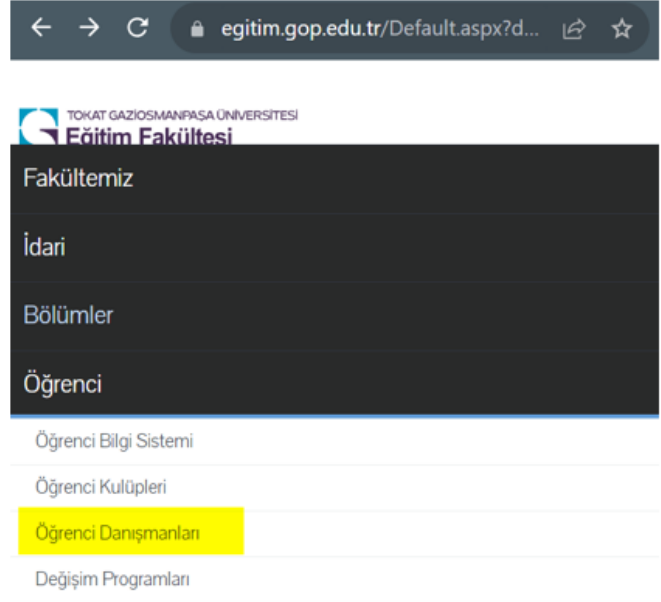 egitim.gop.edu.tr/Default.aspx?d...
TOKAT GAZİOSMANPAŞA ÜNİVERSİTESİ
Eğitim Fakültesi
Fakültemiz
İdari
Bölümler
Öğrenci
Öğrenci Bilgi Sistemi
Öğrenci Kulüpleri
Öğrenci Danışmanları
Değişim Programları